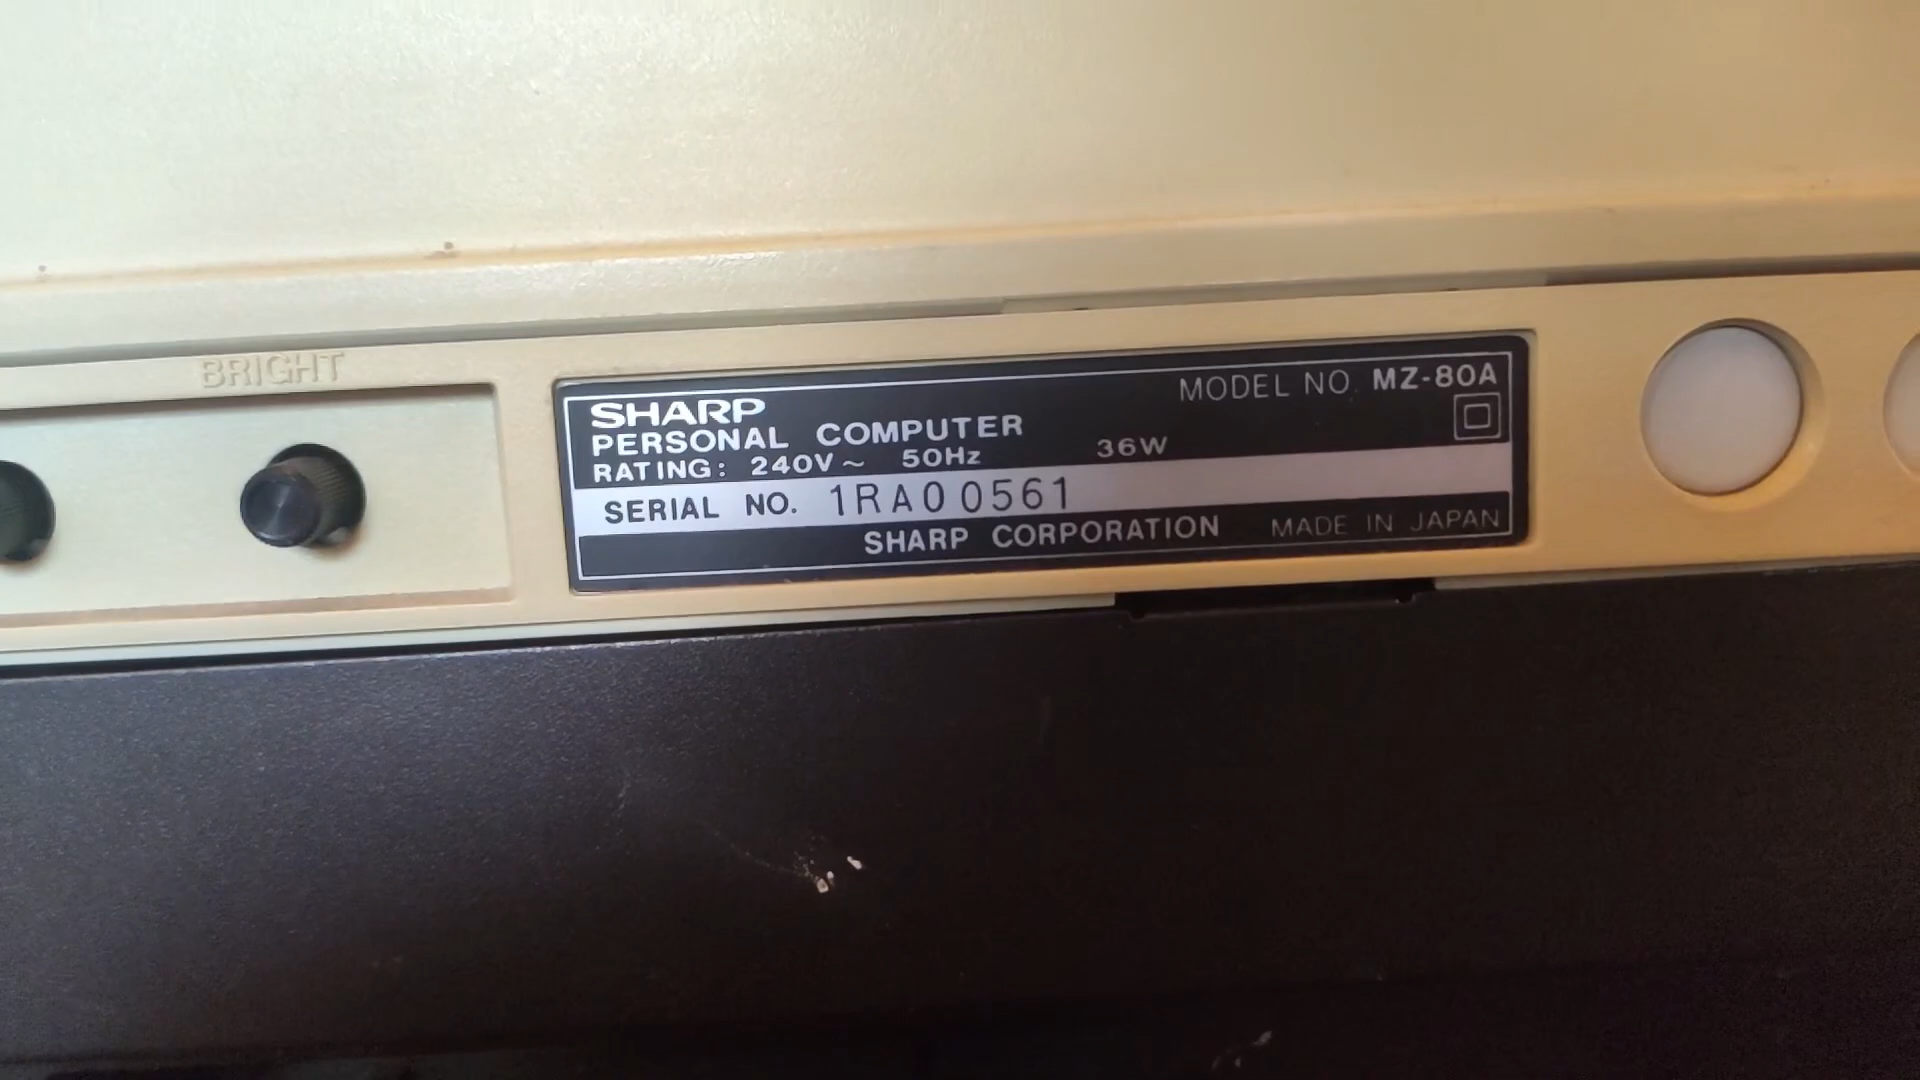 BRIGHT
SHARP
MODEL NO. MZ-80A
PERSONAL COMPUTER
RATING: 240V~ 50Hz 36W
SERIAL NO. 1RA00561
SHARP CORPORATION MADE IN JAPAN